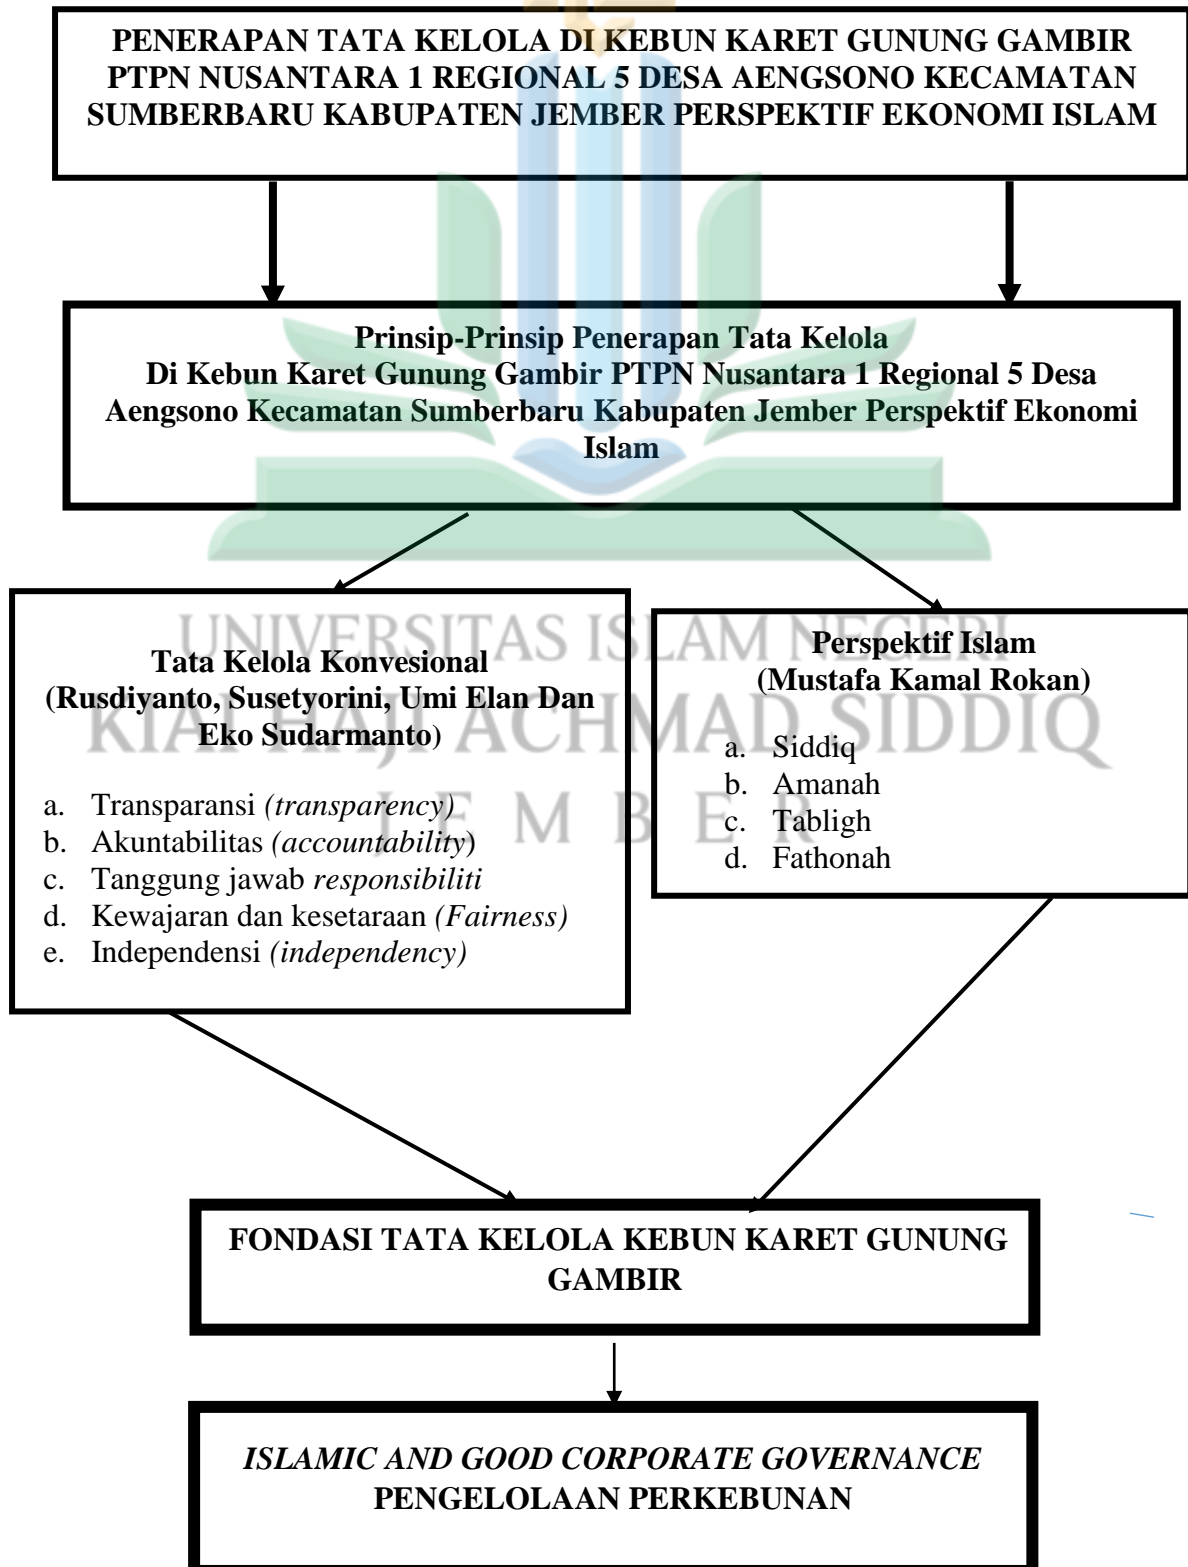 PENERAPAN TATA KELOLA DI KEBUN KARET GUNUNG GAMBIR
PTPN NUSANTARA 1 REGIONAL 5 DESA AENGSONO KECAMATAN
SUMBERBARU KABUPATEN JEMBER PERSPEKTIF EKONOMI ISLAM
Prinsip-Prinsip Penerapan Tata Kelola
Di Kebun Karet Gunung Gambir PTPN Nusantara 1 Regional 5 Desa
Aengsono Kecamatan Sumberbaru Kabupaten Jember Perspektif Ekonomi
Islam
UNIVERSITAS ISLAM NEGERI
KIAI HAJI ACHMAD SIDDIQ
JEMBER
Tata Kelola Konvesional
(Rusdiyanto, Susetyorini, Umi Elan Dan
Eko Sudarmanto)
a. Transparansi (transparency)
b. Akuntabilitas (accountability)
c. Tanggung jawab responsibiliti
d. Kewajaran dan kesetaraan (Fairness)
e. Independensi (independency)
Perspektif Islam
(Mustafa Kamal Rokan)
a. Siddiq
b. Amanah
c. Tabligh
d. Fathonah
FONDASI TATA KELOLA KEBUN KARET GUNUNG
GAMBIR
ISLAMIC AND GOOD CORPORATE GOVERNANCE
PENGELOLAAN PERKEBUNAN